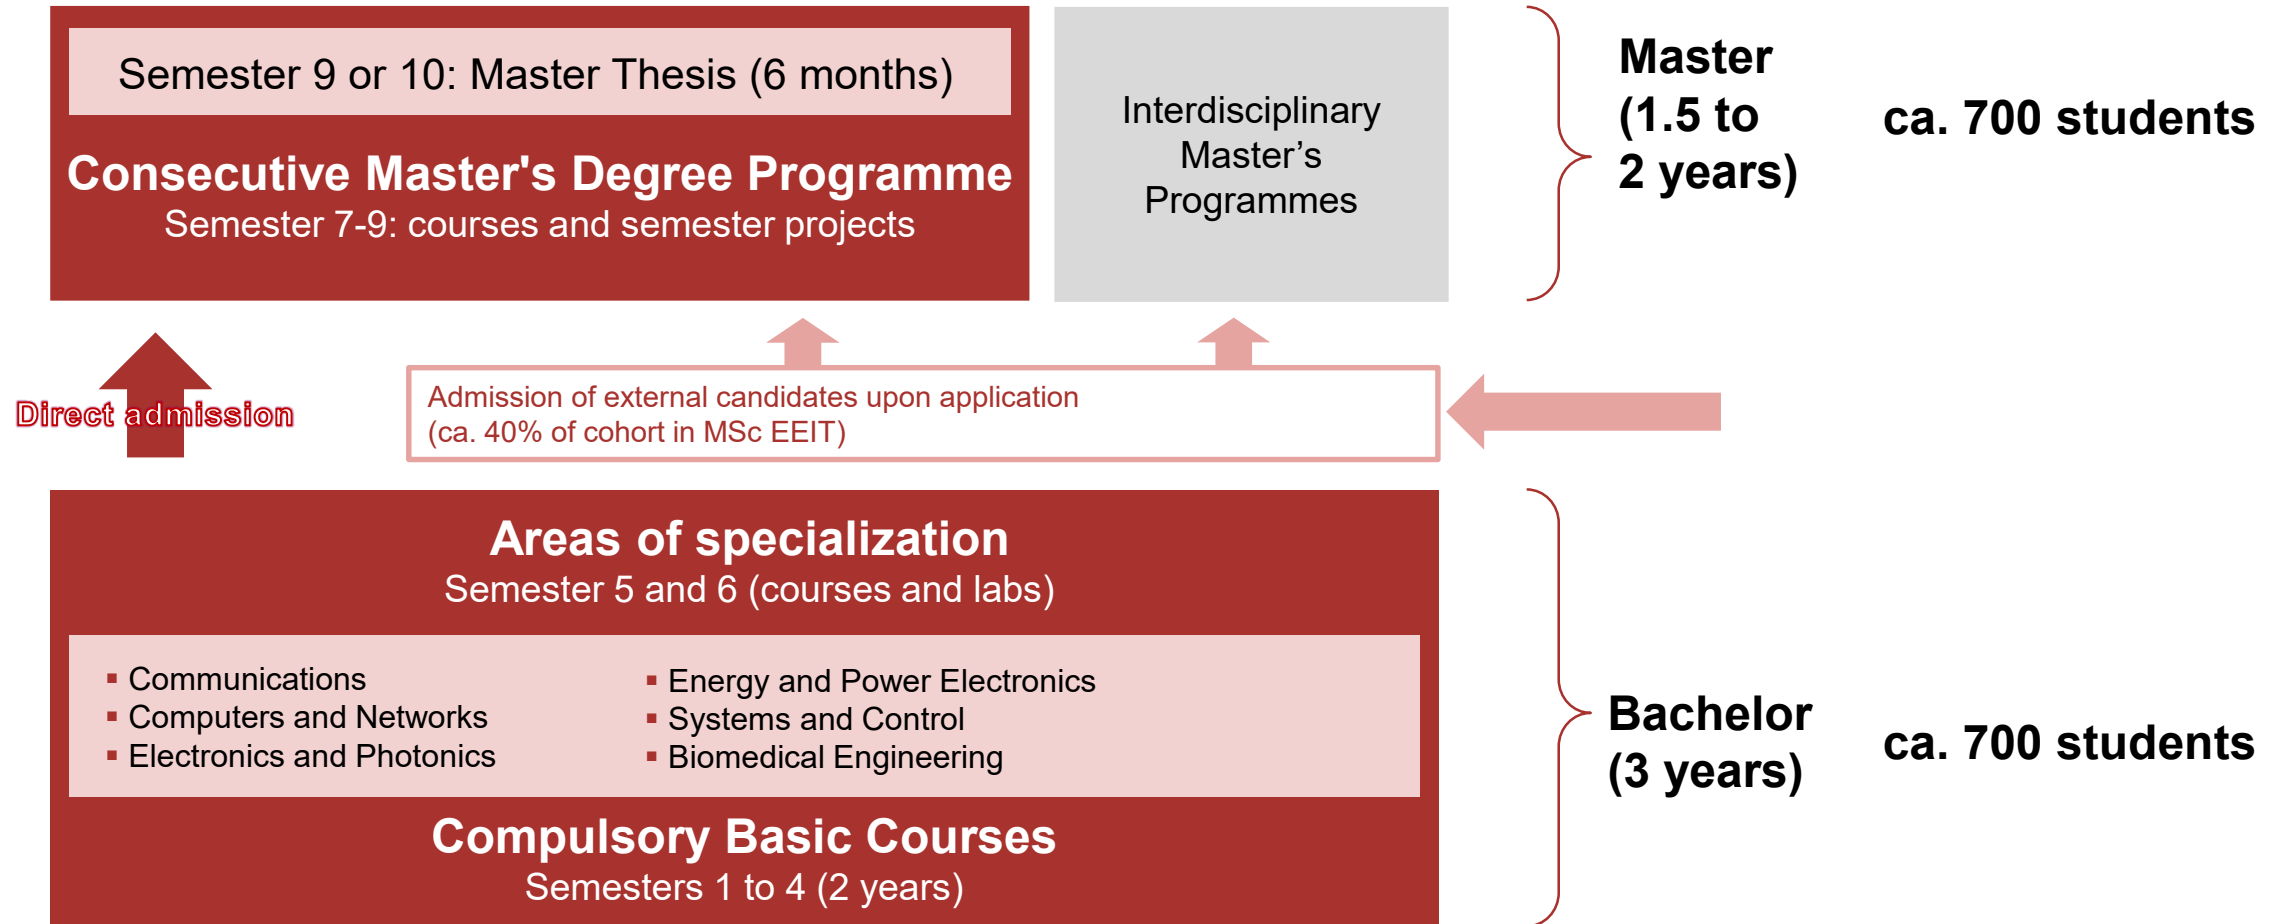 Semester 9 or 10: Master Thesis (6 months)
Consecutive Master's Degree Programme
Semester 7-9: courses and semester projects
Interdisciplinary
Master’s
Programmes
Master
(1.5 to
2 years)
ca. 700 students
Direct admission
Admission of external candidates upon application
(ca. 40% of cohort in MSc EEIT)
Areas of specialization
Semester 5 and 6 (courses and labs)
▪ Communications
▪ Computers and Networks
▪ Electronics and Photonics
▪ Energy and Power Electronics
▪ Systems and Control
▪ Biomedical Engineering
Compulsory Basic Courses
Semesters 1 to 4 (2 years)
Bachelor
(3 years)
ca. 700 students